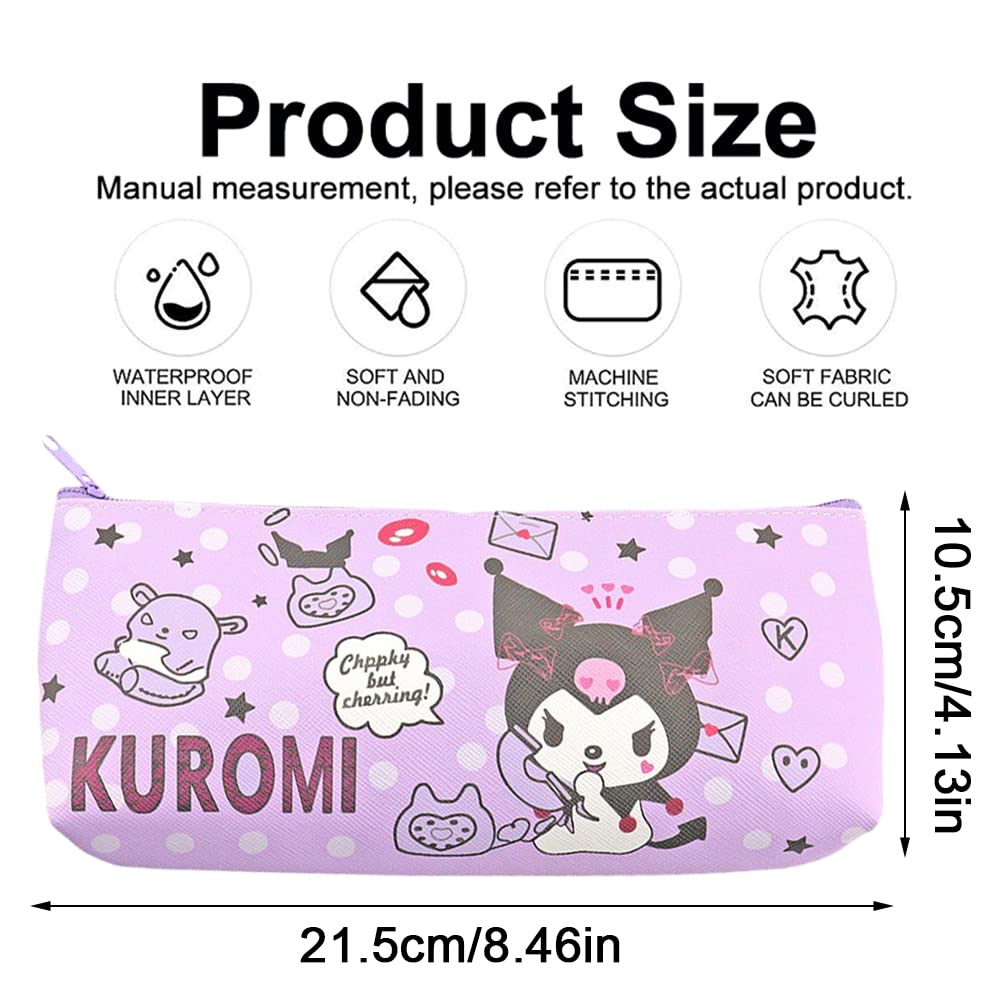 Product Size
Manual measurement, please refer to the actual product.
WATERPROOF
INNER LAYER
SOFT AND
NON-FADING
MACHINE
STITCHING
SOFT FABRIC
CAN BE CURLED
Chppky
but
cherring!
K
KUROMI
10.5cm/4.13in
21.5cm/8.46in